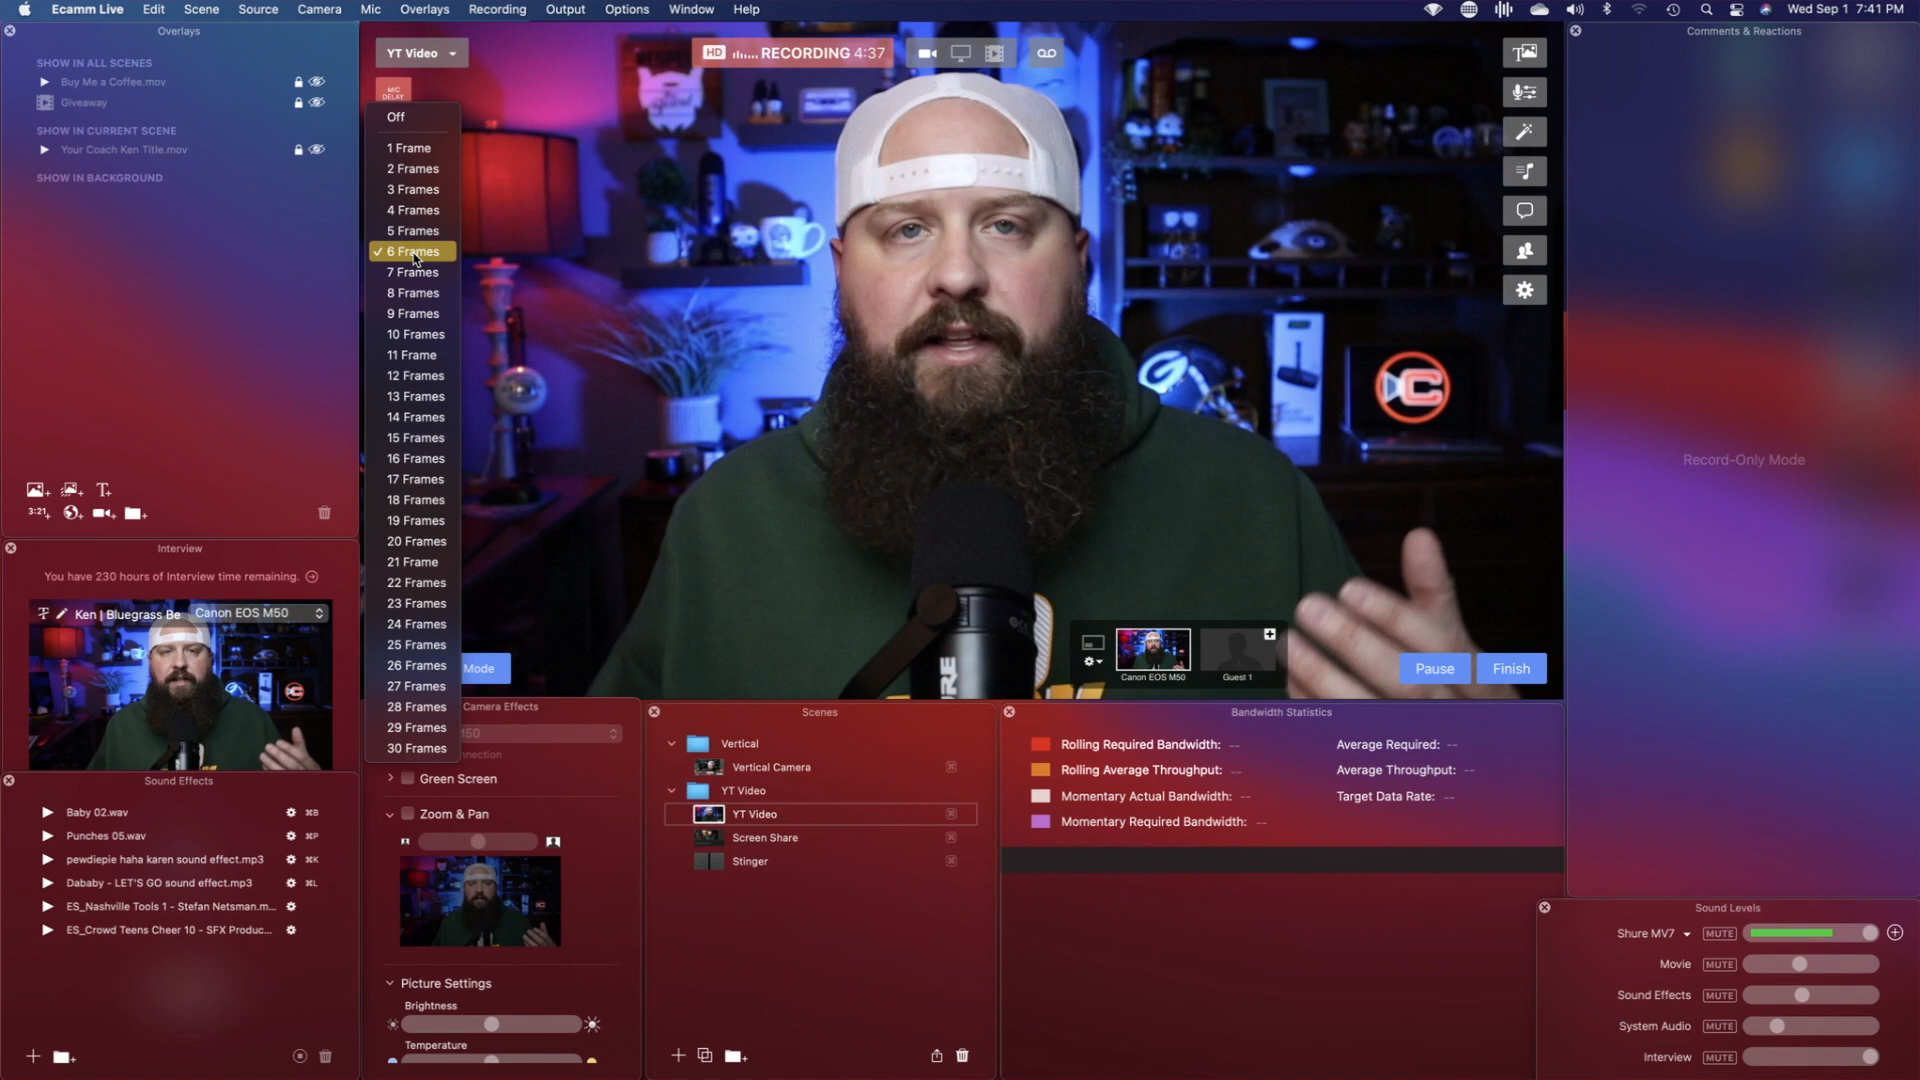 Ecamm Live Edit Scene Source Camera Mic Overlays Recording Output Options Window Help
Wed Sep 1 7:41 PM
Overlays
SHOW IN ALL SCENES
Buy Me a Coffee.mov
Giveaway
SHOW IN CURRENT SCENE
Your Coach Ken Title.mov
SHOW IN BACKGROUND
3:21
YT Video
HD RECORDING 4:37
MIC
DELAY
Off
1 Frame
2 Frames
3 Frames
4 Frames
5 Frames
6 Frames
7 Frames
8 Frames
9 Frames
10 Frames
11 Frame
12 Frames
13 Frames
14 Frames
15 Frames
16 Frames
17 Frames
18 Frames
19 Frames
20 Frames
21 Frame
22 Frames
23 Frames
24 Frames
25 Frames
26 Frames
27 Frames
28 Frames
29 Frames
30 Frames
Mode
Canon EOS M50
Guest 1
Pause
Finish
Comments & Reactions
Record-Only Mode
Interview
You have 230 hours of Interview time remaining.
Ken | Bluegrass Be
Canon EOS M50
Sound Effects
Baby 02.wav ⌘B
Punches 05.wav ⌘P
pewdiepie haha karen sound effect.mp3 ⌘K
Dababy - LET'S GO sound effect.mp3 ⌘L
ES_Nashville Tools 1 - Stefan Netsman.m...
ES_Crowd Teens Cheer 10 - SFX Produc...
Camera Effects
Green Screen
Zoom & Pan
Picture Settings
Brightness
Temperature
Scenes
Vertical
Vertical Camera
YT Video
YT Video
Screen Share
Stinger
Bandwidth Statistics
Rolling Required Bandwidth: --
Rolling Average Throughput: --
Momentary Actual Bandwidth: --
Momentary Required Bandwidth: --
Average Required: --
Average Throughput: --
Target Data Rate: --
Sound Levels
Shure MV7 MUTE
Movie MUTE
Sound Effects MUTE
System Audio MUTE
Interview MUTE